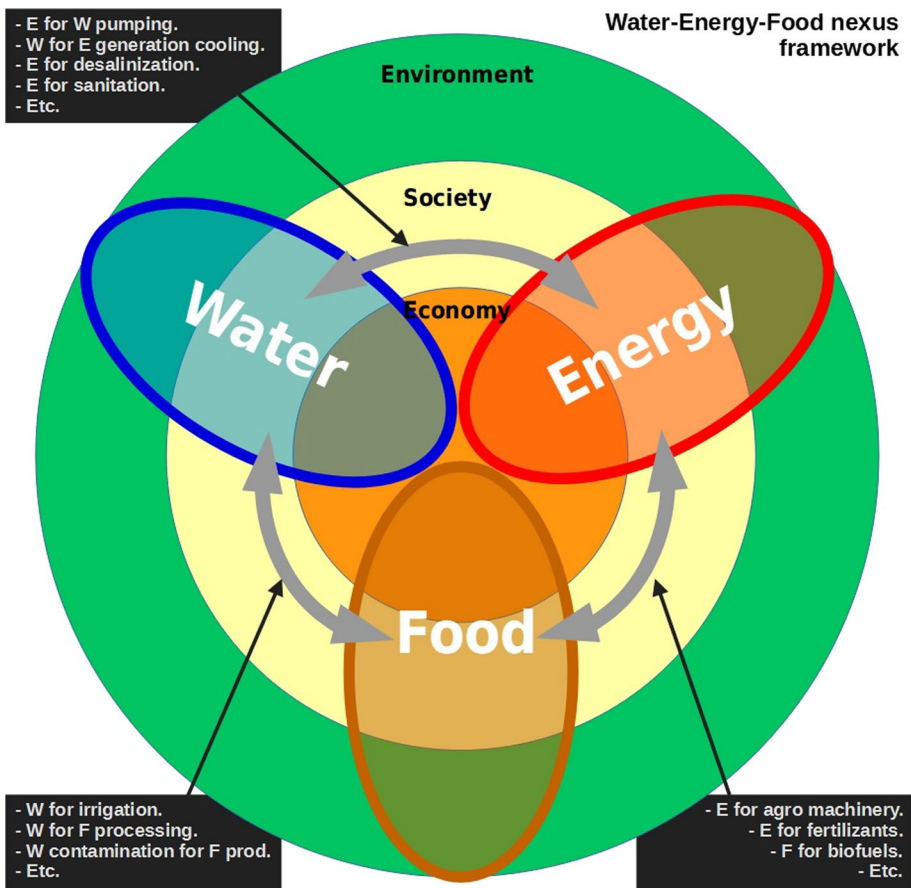 - E for W pumping.
- W for E generation cooling.
- E for desalinization.
- E for sanitation.
- Etc.
Water-Energy-Food nexus
framework
Environment
Society
Economy
Water
Energy
Food
- W for irrigation.
- W for F processing.
- W contamination for F prod.
- Etc.
- E for agro machinery.
- E for fertilizants.
- F for biofuels.
- Etc.